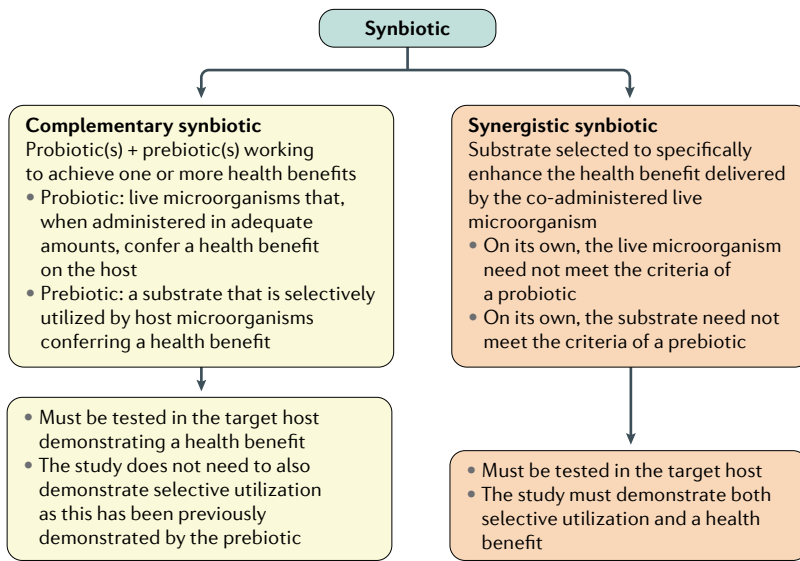 Synbiotic
Complementary synbiotic
Probiotic(s) + prebiotic(s) working
to achieve one or more health benefits
• Probiotic: live microorganisms that,
when administered in adequate
amounts, confer a health benefit
on the host
• Prebiotic: a substrate that is selectively
utilized by host microorganisms
conferring a health benefit
• Must be tested in the target host
demonstrating a health benefit
• The study does not need to also
demonstrate selective utilization
as this has been previously
demonstrated by the prebiotic
Synergistic synbiotic
Substrate selected to specifically
enhance the health benefit delivered
by the co-administered live
microorganism
• On its own, the live microorganism
need not meet the criteria of
a probiotic
• On its own, the substrate need not
meet the criteria of a prebiotic
• Must be tested in the target host
• The study must demonstrate both
selective utilization and a health
benefit